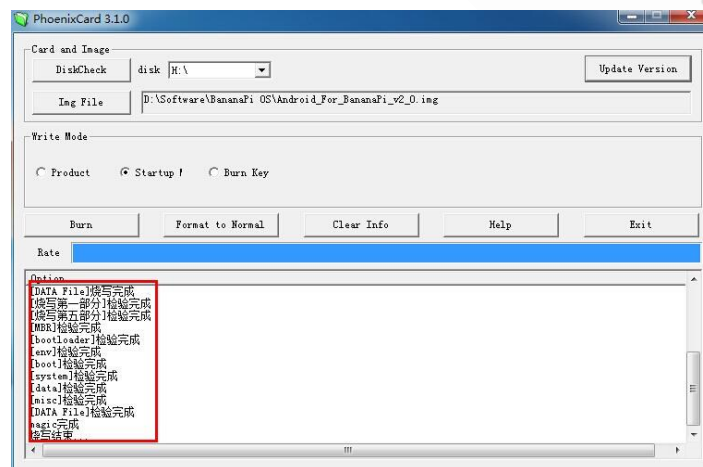 PhoenixCard 3.1.0
Card and Image
DiskCheck disk H:\ Update Version
Img File D:\Software\BananaPi OS\Android_For_BananaPi_v2_0.img
Write Mode
Product Startup ! Burn Key
Burn Format to Normal Clear Info Help Exit
Rate
Option
[DATA File]烧写完成
[烧写第一部分]检验完成
[烧写第五部分]检验完成
[MBR]检验完成
[bootloader]检验完成
[env]检验完成
[boot]检验完成
[system]检验完成
[data]检验完成
[misc]检验完成
[DATA File]检验完成
magic完成
烧写结束...